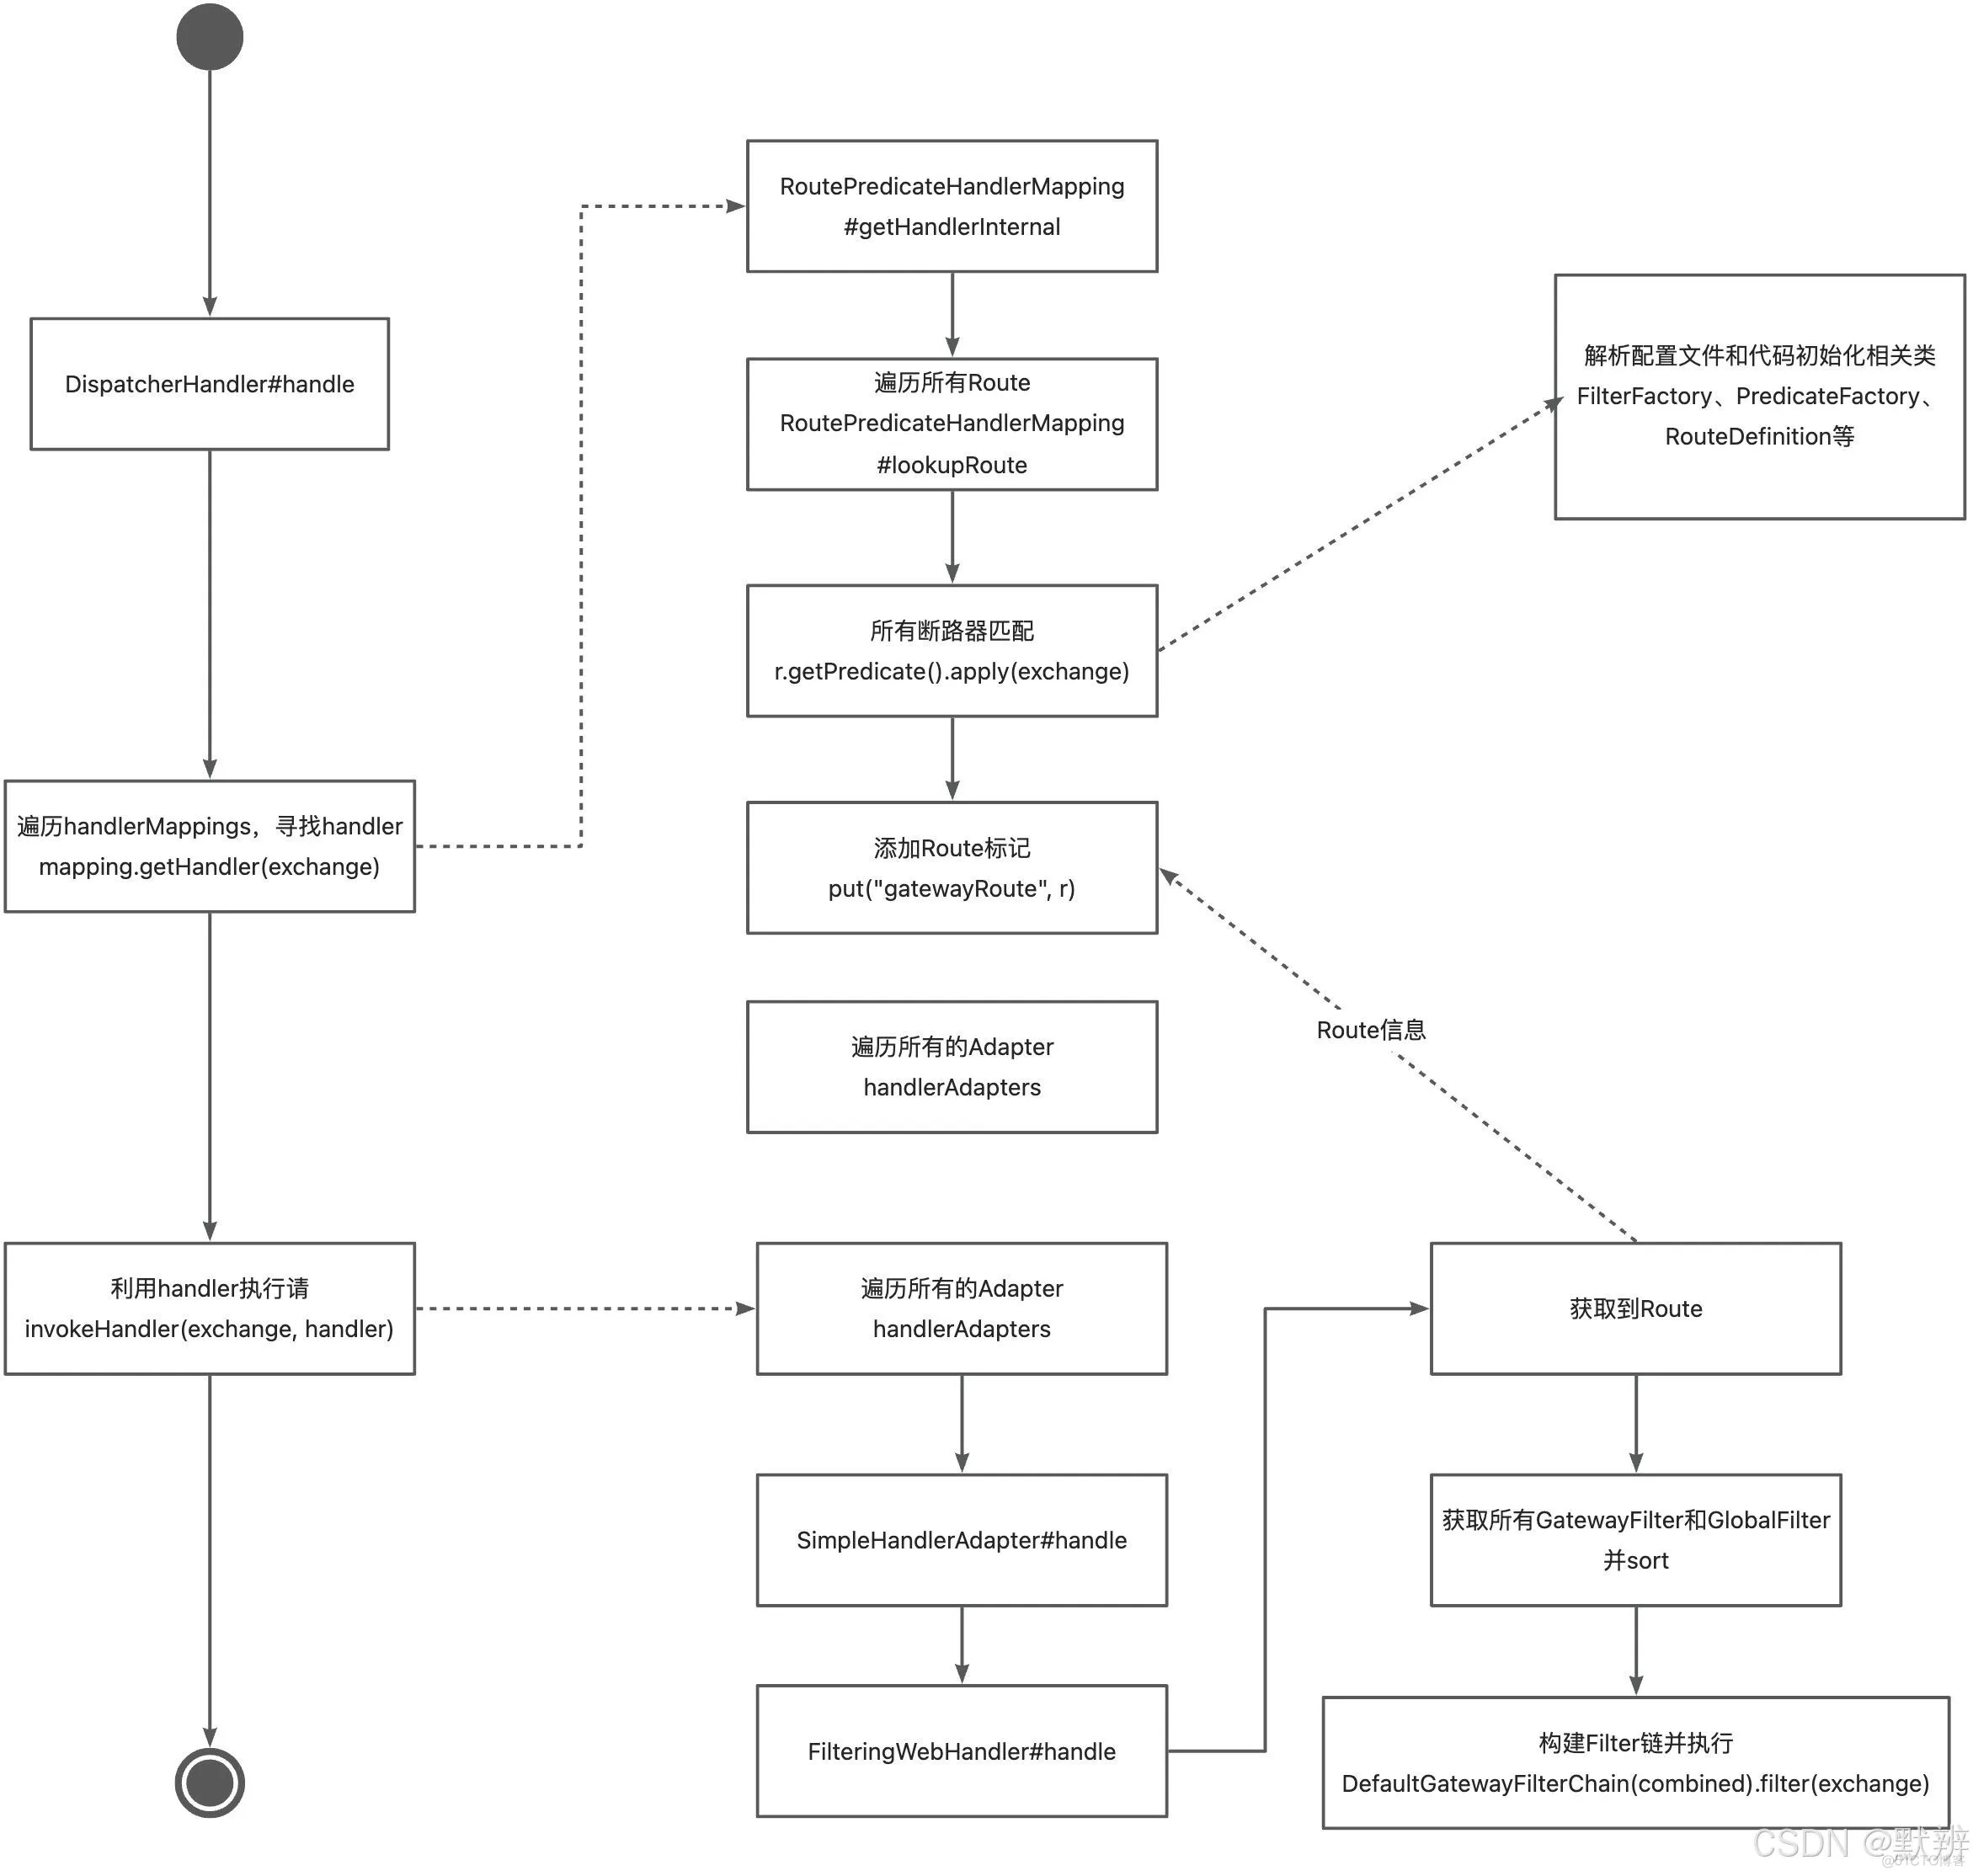 DispatcherHandler#handle
遍历handlerMappings，寻找handler
mapping.getHandler(exchange)
利用handler执行请
invokeHandler(exchange, handler)
RoutePredicateHandlerMapping
#getHandlerInternal
遍历所有Route
RoutePredicateHandlerMapping
#lookupRoute
所有断路器匹配
r.getPredicate().apply(exchange)
添加Route标记
put("gatewayRoute", r)
遍历所有的Adapter
handlerAdapters
遍历所有的Adapter
handlerAdapters
SimpleHandlerAdapter#handle
FilteringWebHandler#handle
解析配置文件和代码初始化相关类
FilterFactory、PredicateFactory、
RouteDefinition等
Route信息
获取到Route
获取所有GatewayFilter和GlobalFilter
并sort
构建Filter链并执行
DefaultGatewayFilterChain(combined).filter(exchange)
CSDN @默辨
@51CTO博客